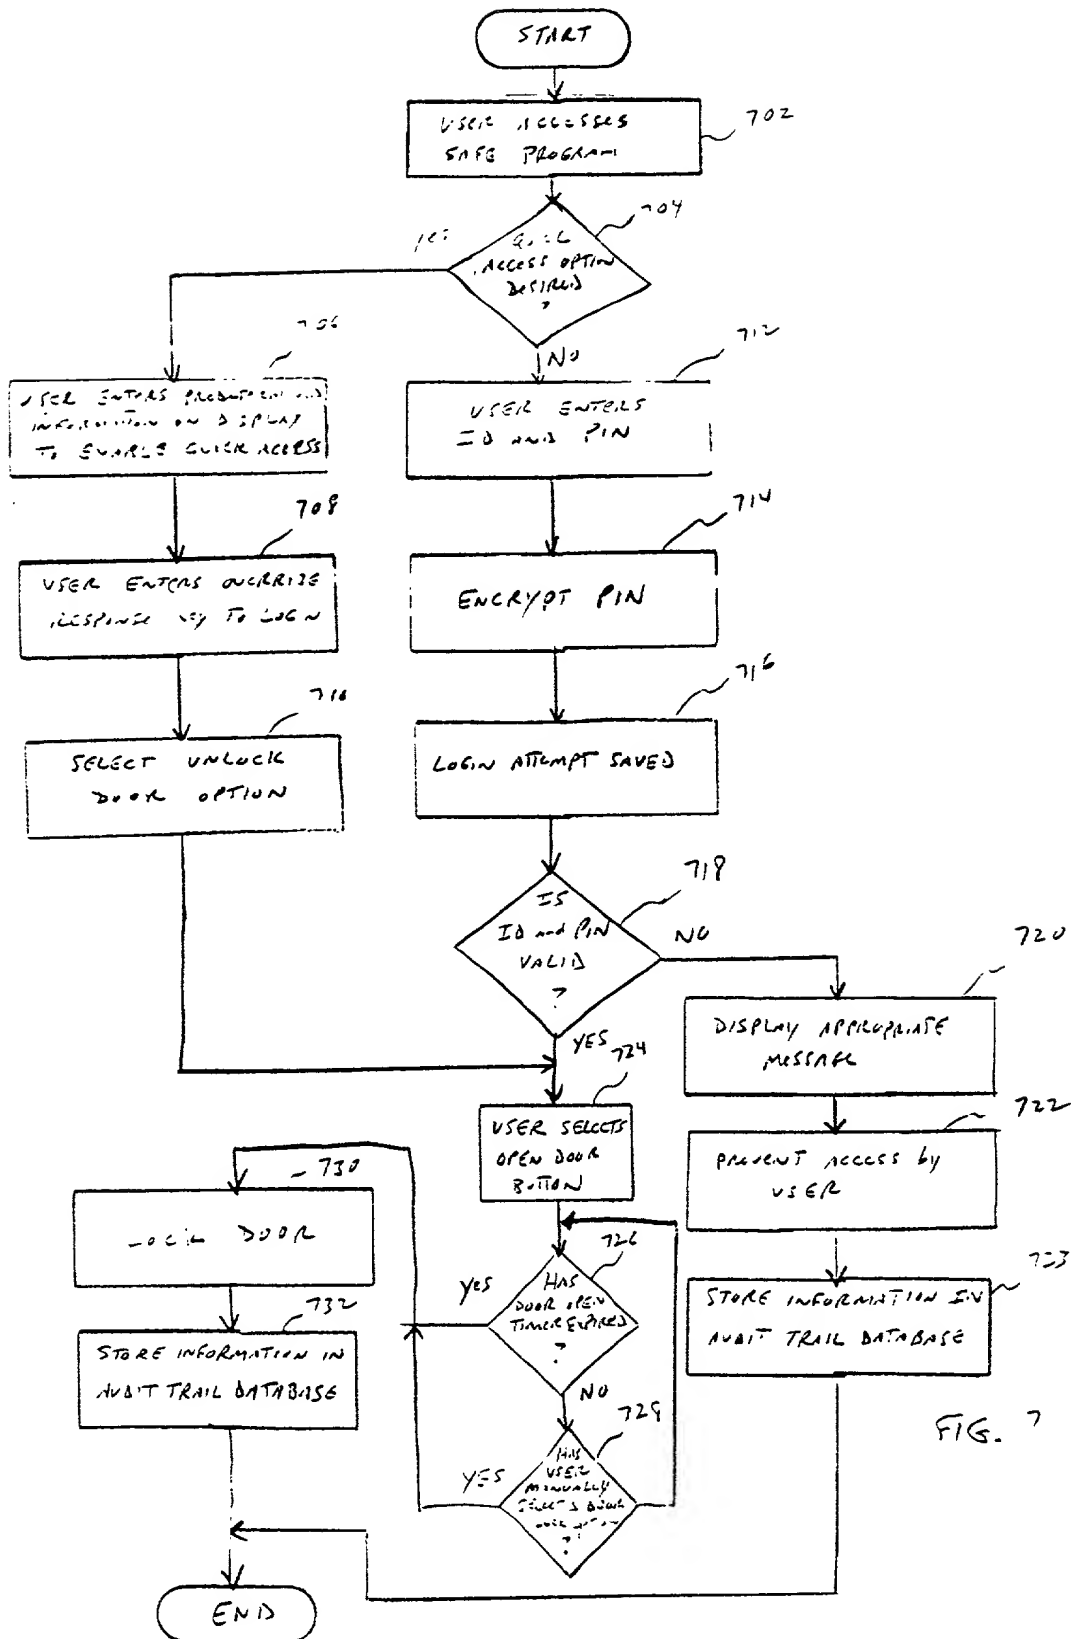 START
USER ACCESSES
SAFE PROGRAM
702
704
ACCESS OPTION
DESIRED
?
YES
NO
706
USER ENTERS
INFORMATION ON DISPLAY
TO ENABLE QUICK ACCESS
712
USER ENTERS
ID AND PIN
708
USER ENTERS OVERRIDE
RESPONSE KEY TO LOGIN
714
ENCRYPT PIN
710
SELECT UNLOCK
DOOR OPTION
716
LOGIN ATTEMPT SAVED
718
IS
ID and PIN
VALID
?
NO
YES
720
DISPLAY APPROPRIATE
MESSAGE
724
USER SELECTS
OPEN DOOR
BUTTON
722
PREVENT ACCESS by
USER
730
LOCK DOOR
726
HAS
DOOR OPEN
TIMER EXPIRED
?
YES
NO
723
STORE INFORMATION IN
AUDIT TRAIL DATABASE
732
STORE INFORMATION IN
AUDIT TRAIL DATABASE
728
HAS
USER
MANUALLY
?
YES
FIG. 7
END